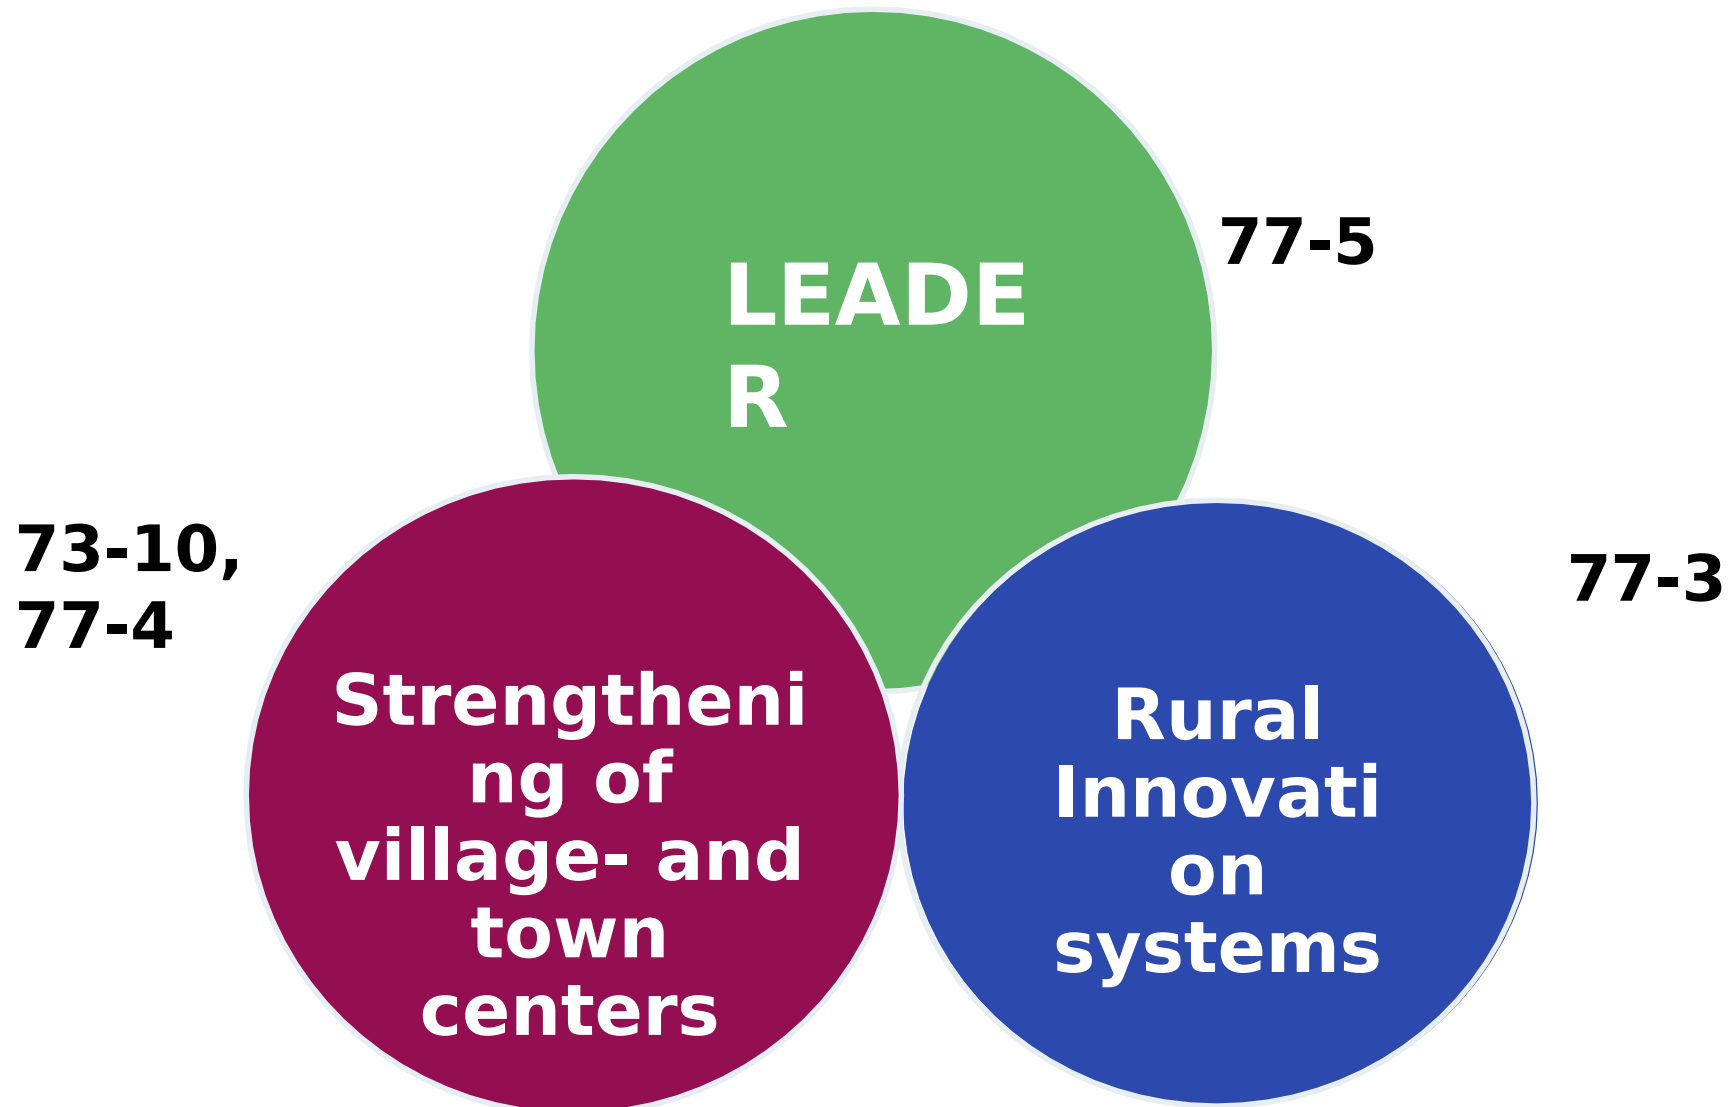 LEADE
R
77-5
73-10,
77-4
77-3
Strengtheni
ng of
village- and
town
centers
Rural
Innovati
on
systems